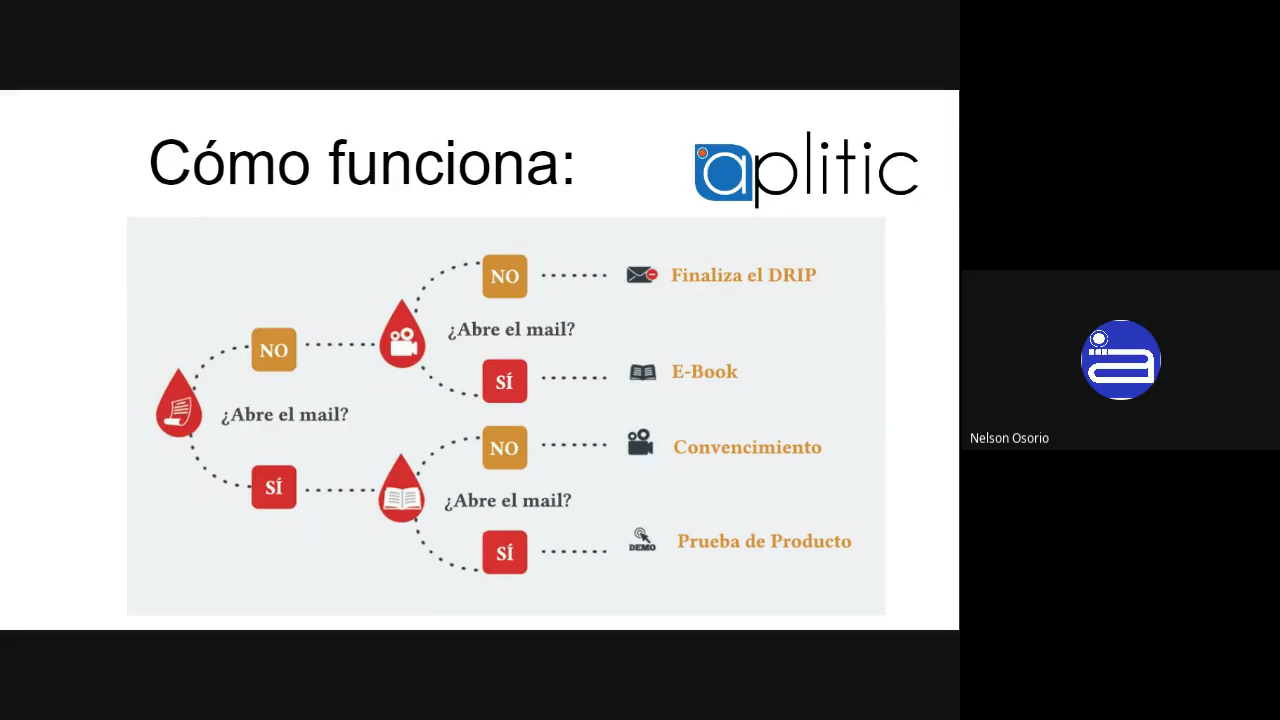 Cómo funciona:
aplitic
NO
Finaliza el DRIP
¿Abre el mail?
NO
SÍ
E-Book
¿Abre el mail?
NO
Convencimiento
SÍ
¿Abre el mail?
SÍ
DEMO
Prueba de Producto
Nelson Osorio